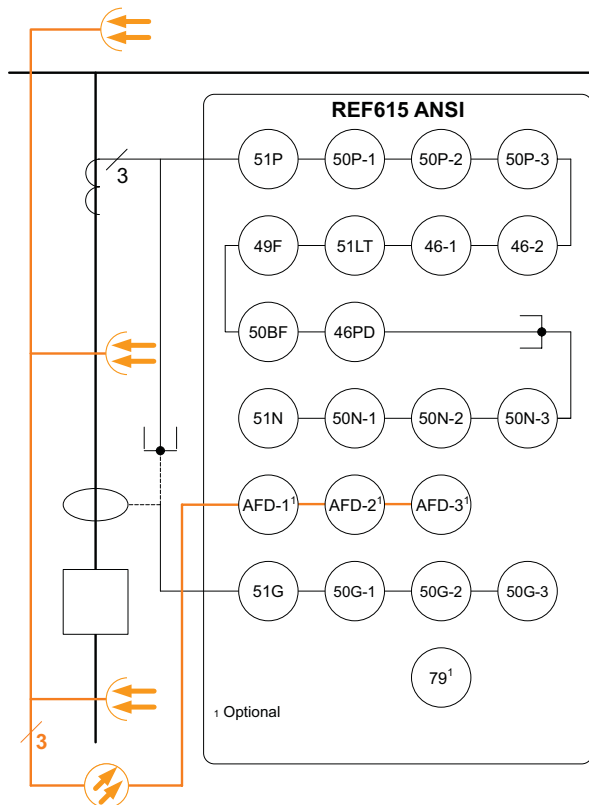 REF615 ANSI
3
51P 50P-1 50P-2 50P-3
49F 51LT 46-1 46-2
50BF 46PD
51N 50N-1 50N-2 50N-3
AFD-1¹ AFD-2¹ AFD-3¹
51G 50G-1 50G-2 50G-3
79¹
1 Optional
3